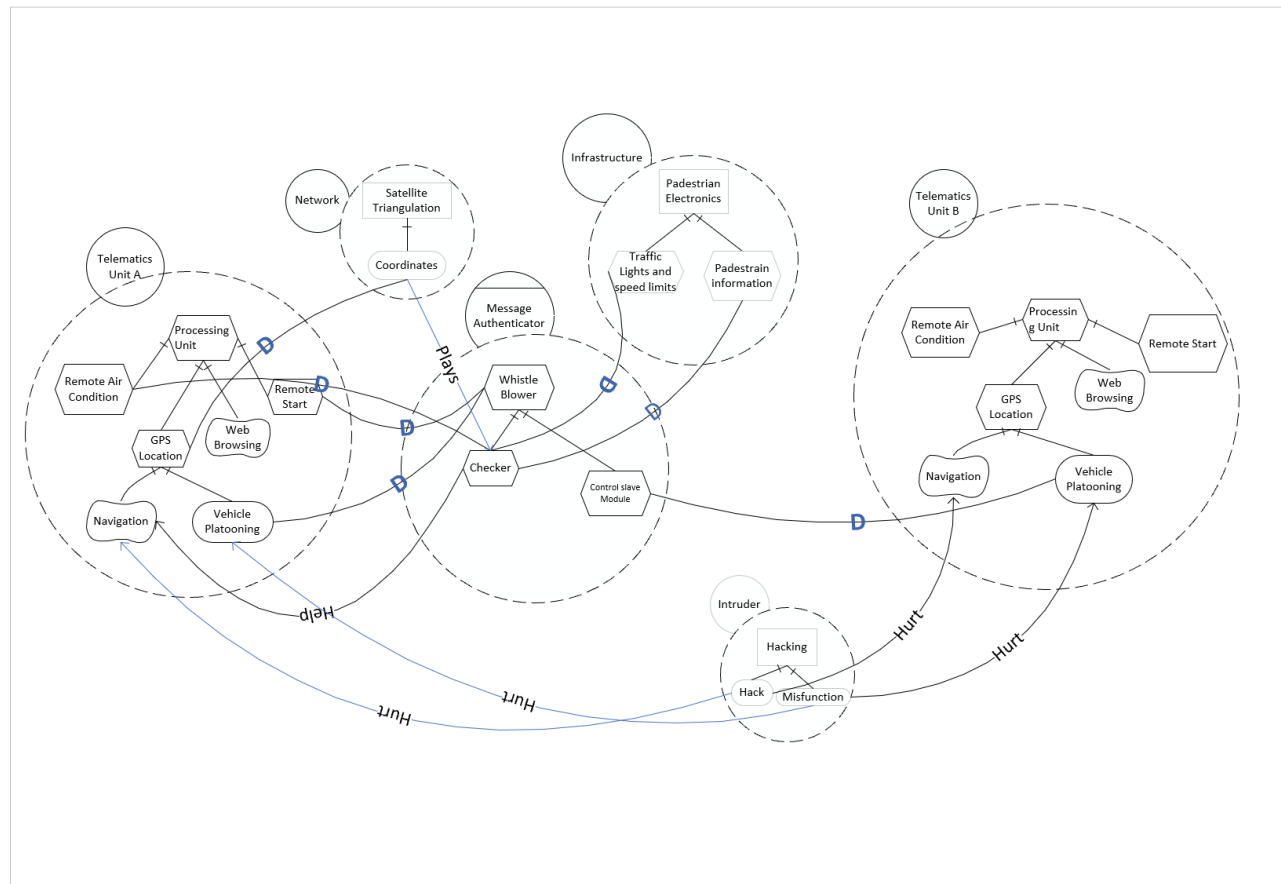 Infrastructure
Padestrian
Electronics
Network
Satellite
Triangulation
Telematics
Unit B
Telematics
Unit A
Coordinates
Traffic
Lights and
speed limits
Padestrain
information
Message
Authenticator
Processing
Unit
Remote Air
Condition
Remote
Start
GPS
Location
Web
Browsing
Navigation
Vehicle
Platooning
D
D
D
D
Plays
Whistle
Blower
Checker
Control slave
Module
D
D
D
Remote Air
Condition
Processin
g Unit
Remote Start
GPS
Location
Web
Browsing
Navigation
Vehicle
Platooning
Help
Intruder
Hacking
Hack
Misfunction
Hurt
Hurt
Hurt
Hurt